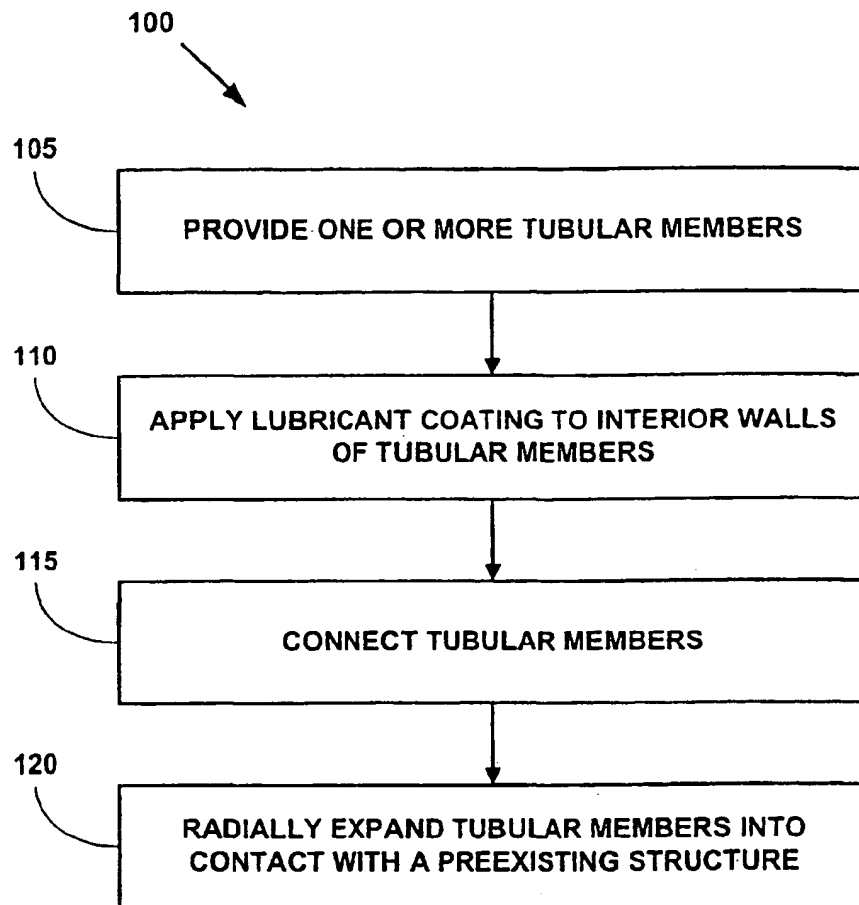 100
105
PROVIDE ONE OR MORE TUBULAR MEMBERS
110
APPLY LUBRICANT COATING TO INTERIOR WALLS
OF TUBULAR MEMBERS
115
CONNECT TUBULAR MEMBERS
120
RADIALLY EXPAND TUBULAR MEMBERS INTO
CONTACT WITH A PREEXISTING STRUCTURE